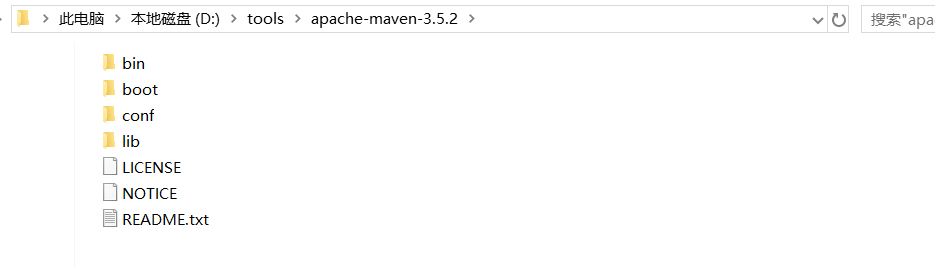 此电脑 > 本地磁盘 (D:) > tools > apache-maven-3.5.2 >
搜索"apa
bin
boot
conf
lib
LICENSE
NOTICE
README.txt